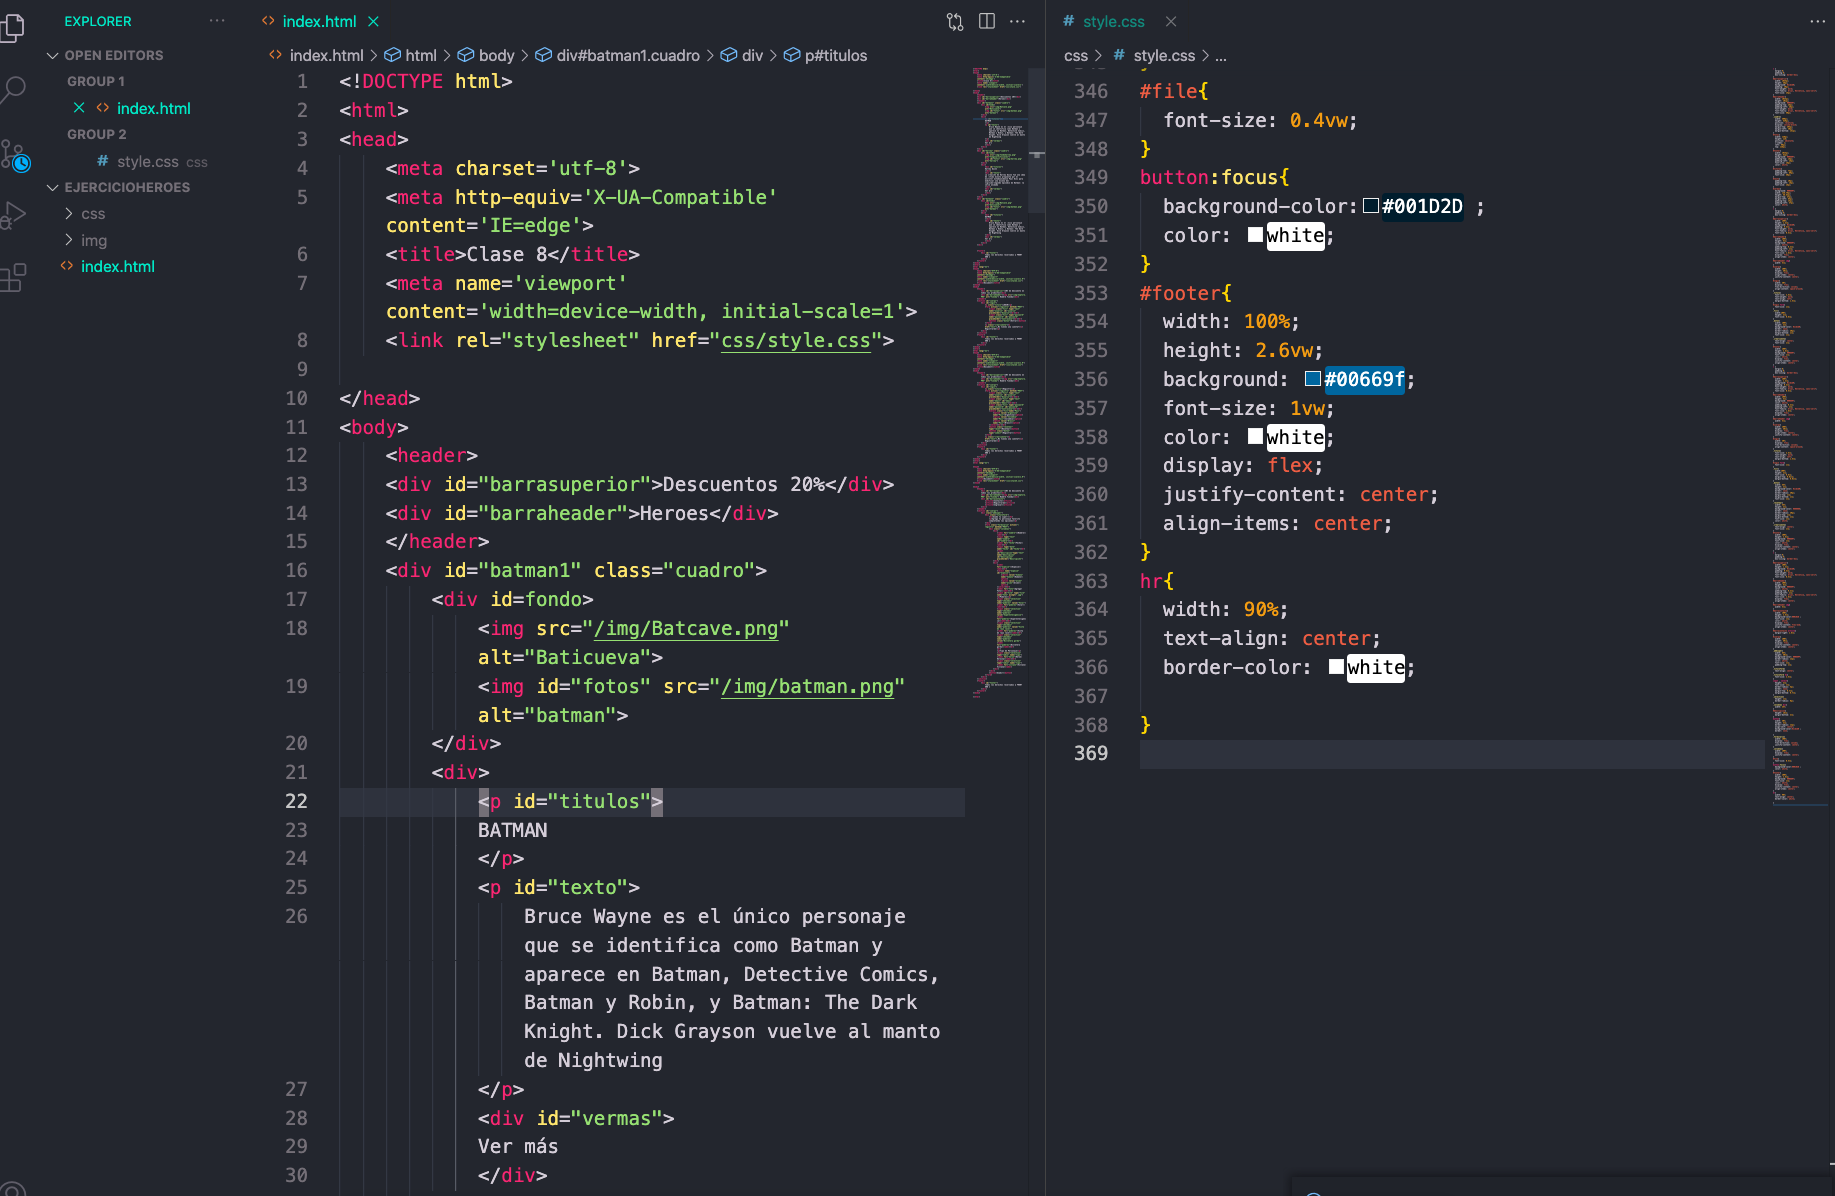 EXPLORER
OPEN EDITORS
GROUP 1
index.html
GROUP 2
# style.css css
EJERCICIOHEROES
css
img
index.html
index.html
index.html > html > body > div#batman1.cuadro > div > p#titulos
1 <!DOCTYPE html>
2 <html>
3 <head>
4 <meta charset='utf-8'>
5 <meta http-equiv='X-UA-Compatible'
content='IE=edge'>
6 <title>Clase 8</title>
7 <meta name='viewport'
content='width=device-width, initial-scale=1'>
8 <link rel="stylesheet" href="css/style.css">
9
10 </head>
11 <body>
12 <header>
13 <div id="barrasuperior">Descuentos 20%</div>
14 <div id="barraheader">Heroes</div>
15 </header>
16 <div id="batman1" class="cuadro">
17 <div id=fondo>
18 <img src="/img/Batcave.png"
alt="Baticueva">
19 <img id="fotos" src="/img/batman.png"
alt="batman">
20 </div>
21 <div>
22 <p id="titulos">
23 BATMAN
24 </p>
25 <p id="texto">
26 Bruce Wayne es el único personaje
que se identifica como Batman y
aparece en Batman, Detective Comics,
Batman y Robin, y Batman: The Dark
Knight. Dick Grayson vuelve al manto
de Nightwing
27 </p>
28 <div id="vermas">
29 Ver más
30 </div>
# style.css
css > # style.css > ...
346 #file{
347 font-size: 0.4vw;
348 }
349 button:focus{
350 background-color: #001D2D ;
351 color: white;
352 }
353 #footer{
354 width: 100%;
355 height: 2.6vw;
356 background: #00669f;
357 font-size: 1vw;
358 color: white;
359 display: flex;
360 justify-content: center;
361 align-items: center;
362 }
363 hr{
364 width: 90%;
365 text-align: center;
366 border-color: white;
367
368 }
369